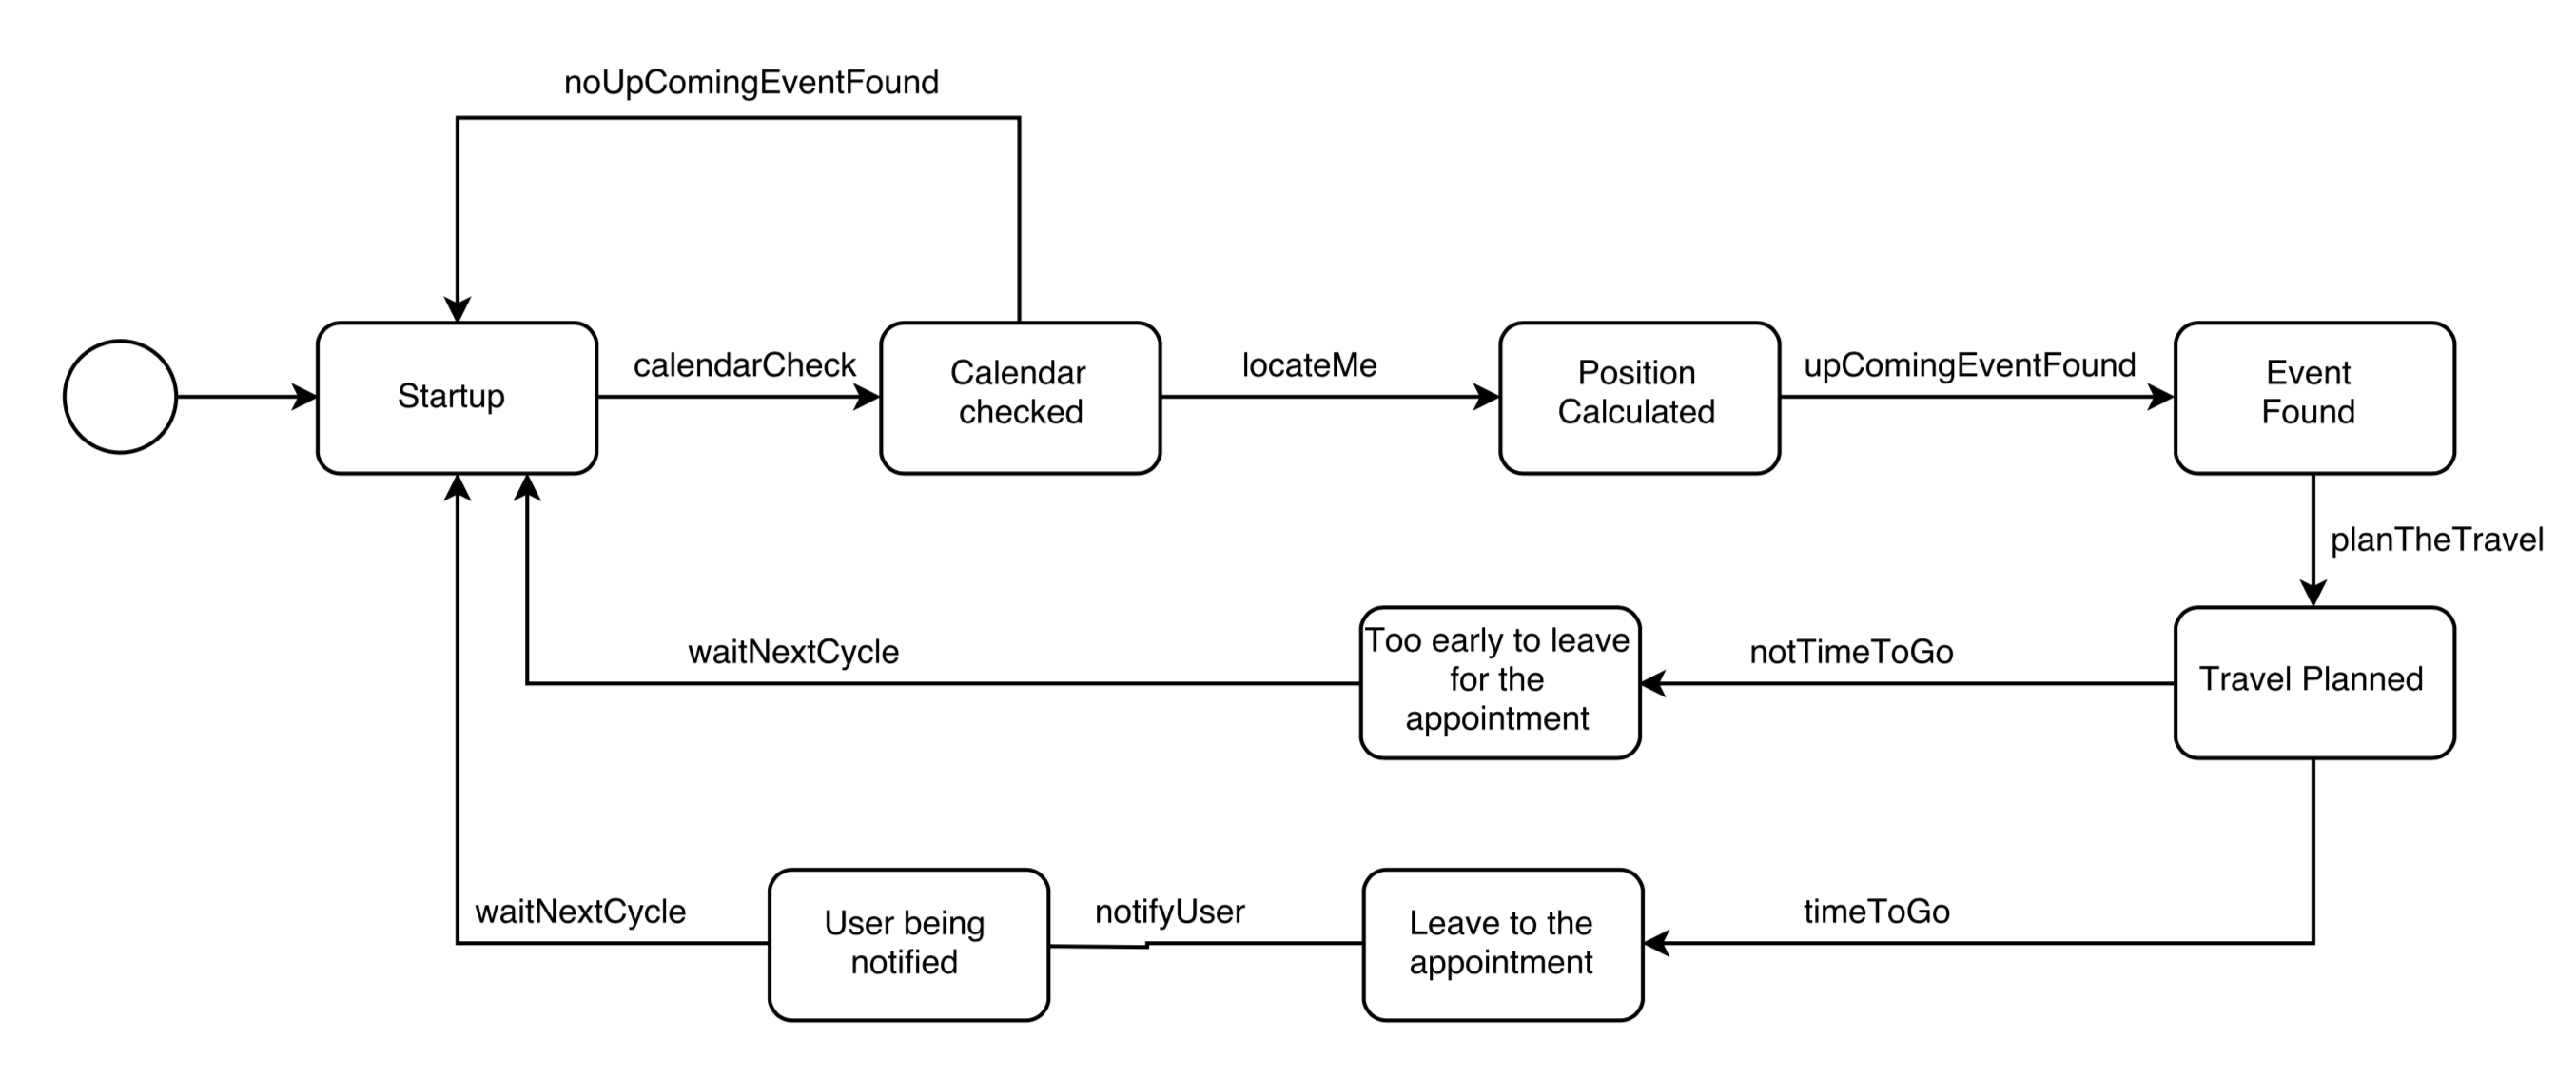 noUpComingEventFound
Startup
calendarCheck
Calendar
checked
locateMe
Position
Calculated
upComingEventFound
Event
Found
planTheTravel
waitNextCycle
Too early to leave
for the
appointment
notTimeToGo
Travel Planned
waitNextCycle
User being
notified
notifyUser
Leave to the
appointment
timeToGo